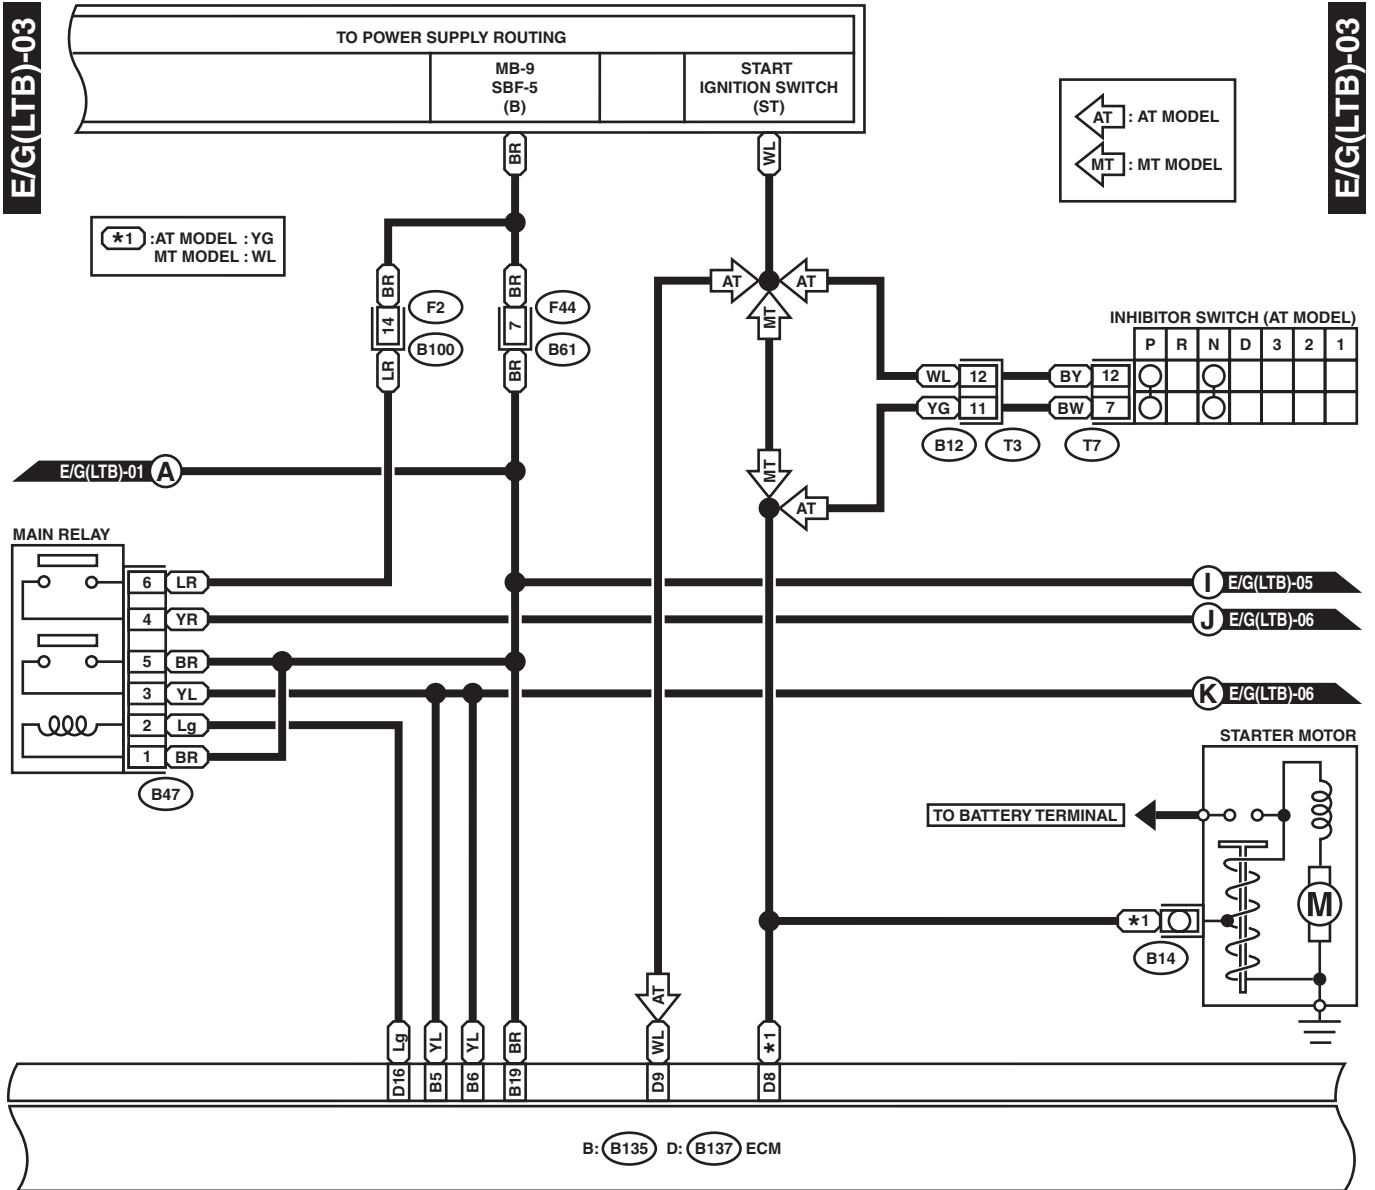 E/G(LTB)-03
E/G(LTB)-03
TO POWER SUPPLY ROUTING
MB-9
SBF-5
(B)
START
IGNITION SWITCH
(ST)
BR
WL
AT : AT MODEL
MT : MT MODEL
*1 :AT MODEL : YG
MT MODEL : WL
BR
BR
AT
AT
MT
14
F2
7
F44
B100
B61
LR
BR
INHIBITOR SWITCH (AT MODEL)
P R N D 3 2 1
WL 12 BY 12
YG 11 BW 7
B12 T3 T7
E/G(LTB)-01 A
MT
AT
MAIN RELAY
6 LR
I E/G(LTB)-05
4 YR
J E/G(LTB)-06
5 BR
3 YL
K E/G(LTB)-06
2 Lg
1 BR
B47
STARTER MOTOR
TO BATTERY TERMINAL
M
*1
B14
AT
Lg YL YL BR WL *1
D16 B5 B6 B19 D9 D8
B: B135 D: B137 ECM